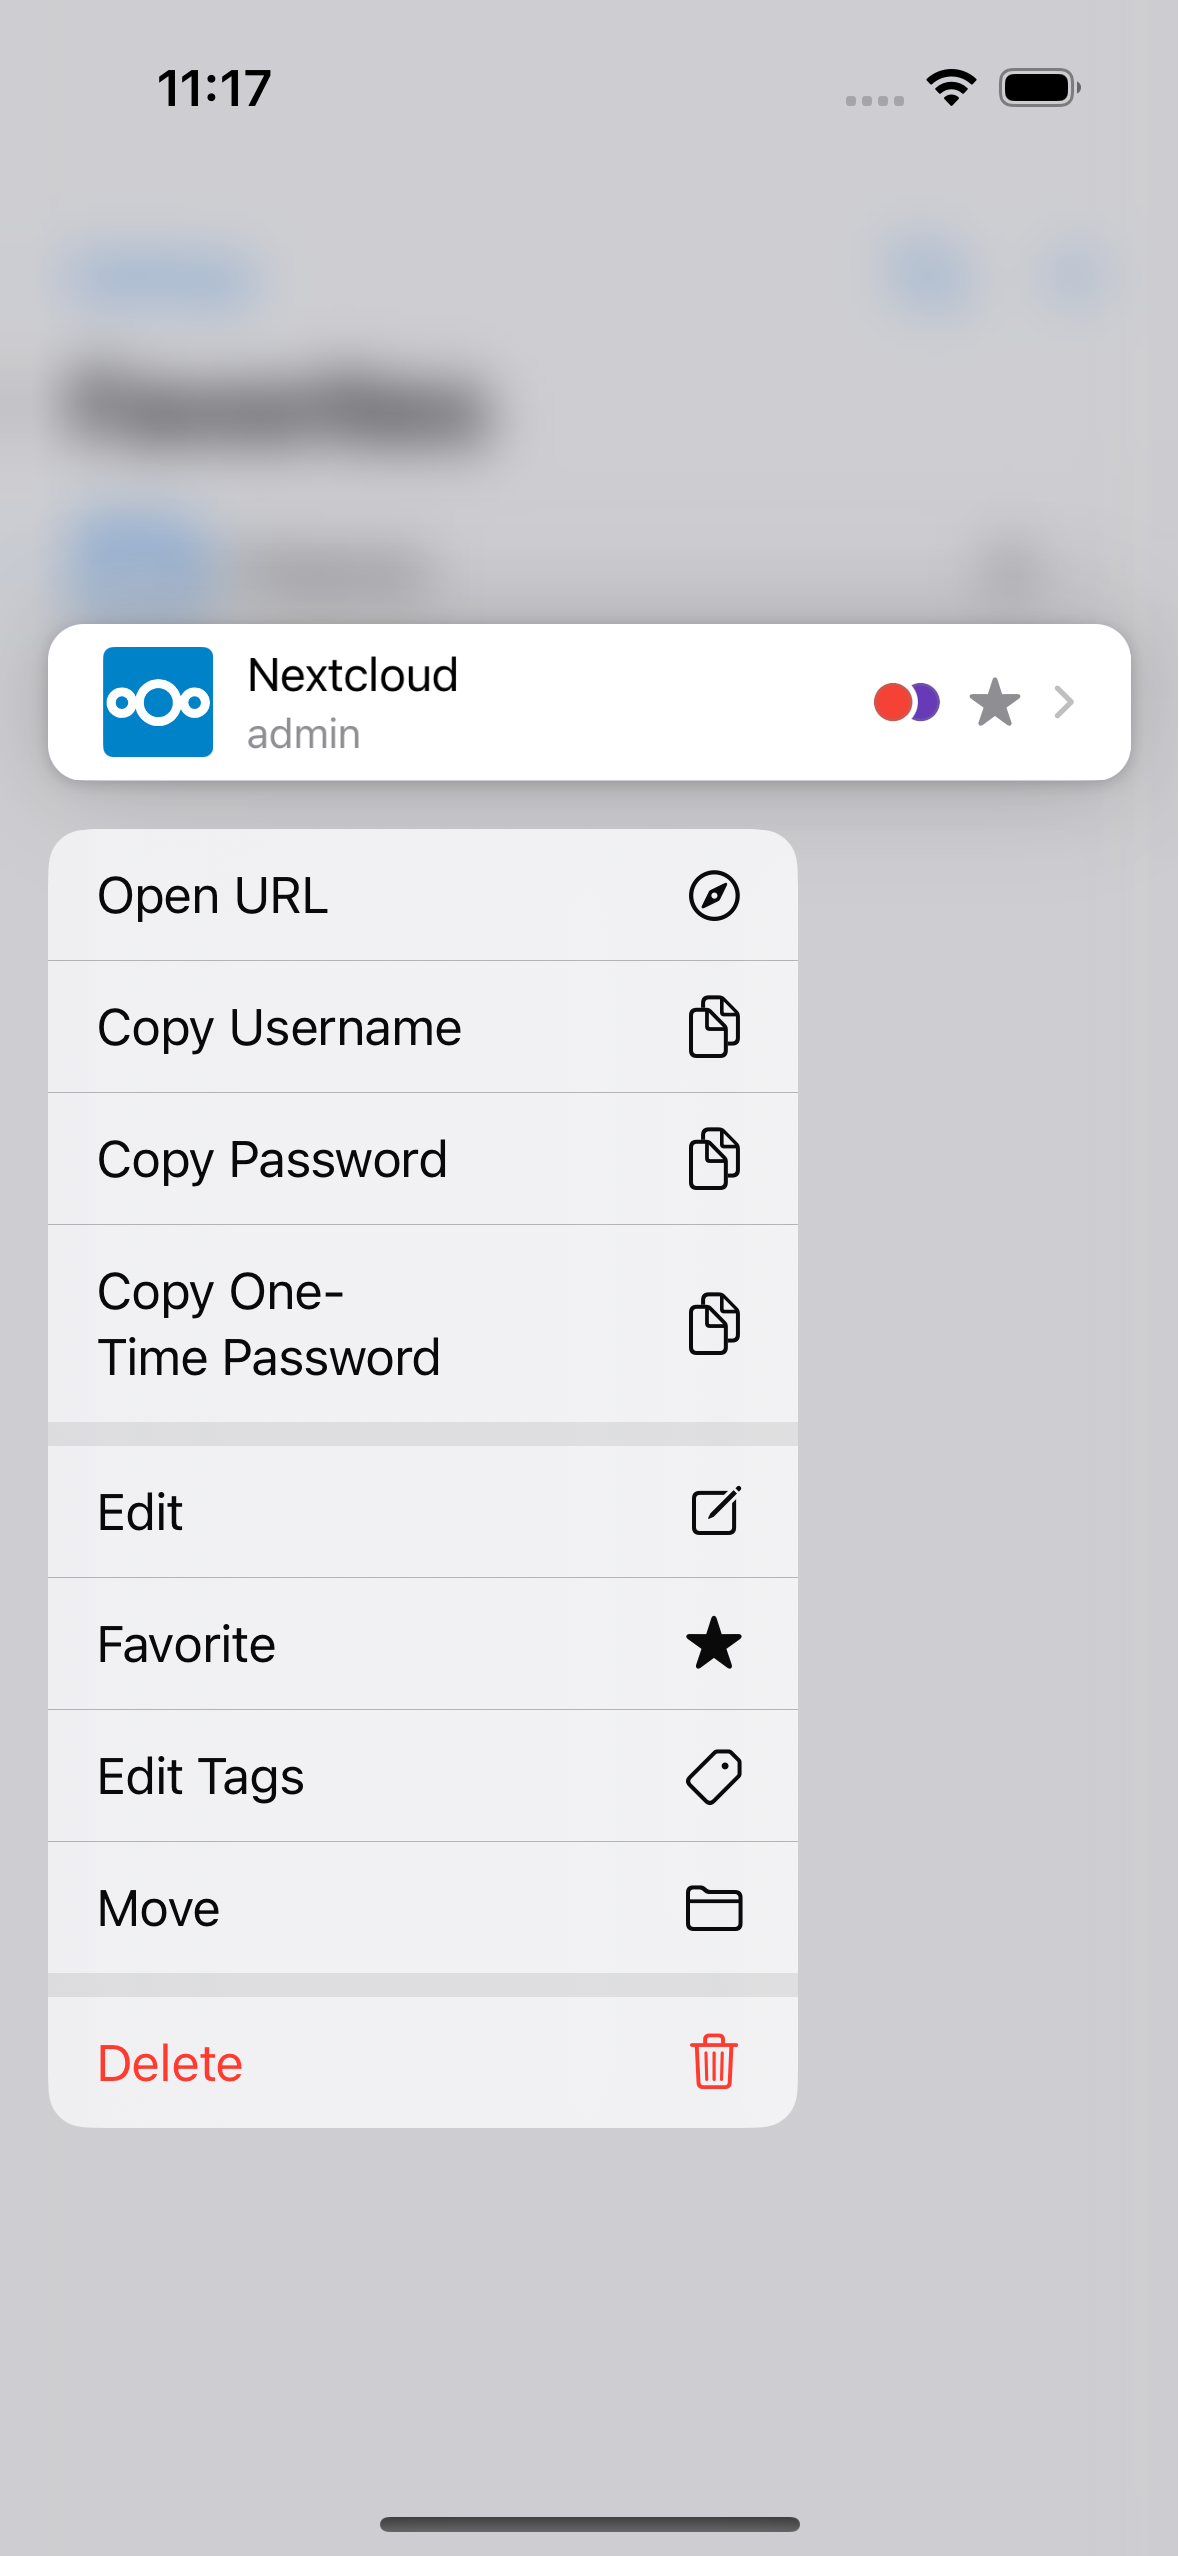 11:17
Nextcloud
admin
Open URL
Copy Username
Copy Password
Copy One-
Time Password
Edit
Favorite
Edit Tags
Move
Delete